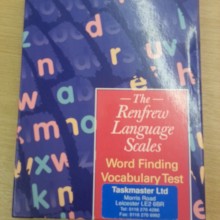 The
Renfrew
Language
Scales
Word Finding
Vocabulary Test
Taskmaster Ltd
Morris Road
Leicester LE2 6BR